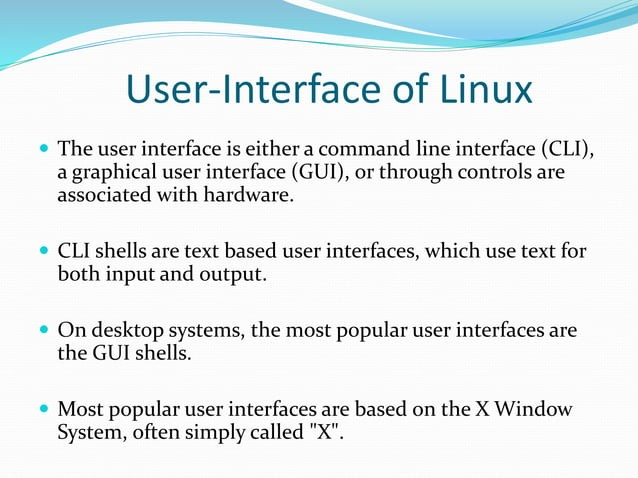 User-Interface of Linux
• The user interface is either a command line interface (CLI),
a graphical user interface (GUI), or through controls are
associated with hardware.
• CLI shells are text based user interfaces, which use text for
both input and output.
• On desktop systems, the most popular user interfaces are
the GUI shells.
• Most popular user interfaces are based on the X Window
System, often simply called "X".